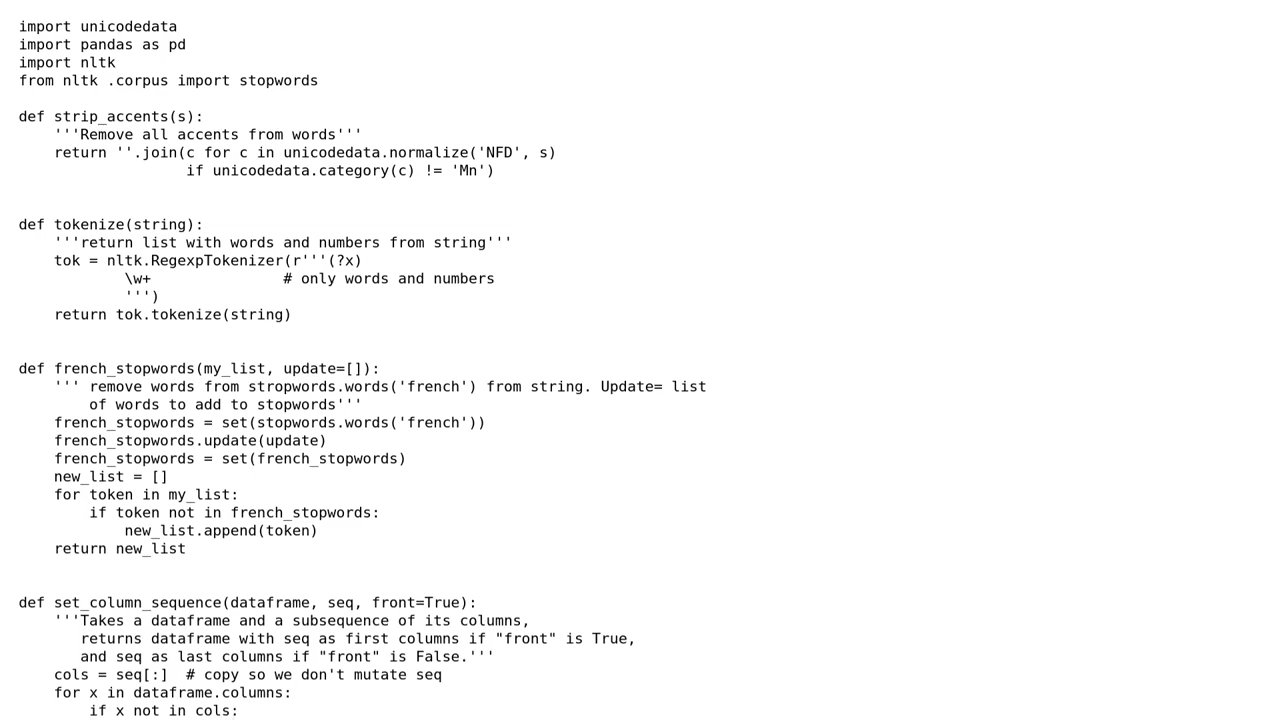 import unicodedata
import pandas as pd
import nltk
from nltk .corpus import stopwords

def strip_accents(s):
    '''Remove all accents from words'''
    return ''.join(c for c in unicodedata.normalize('NFD', s)
                   if unicodedata.category(c) != 'Mn')


def tokenize(string):
    '''return list with words and numbers from string'''
    tok = nltk.RegexpTokenizer(r'''(?x)
            \w+               # only words and numbers
            ''')
    return tok.tokenize(string)


def french_stopwords(my_list, update=[]):
    ''' remove words from stropwords.words('french') from string. Update= list
        of words to add to stopwords'''
    french_stopwords = set(stopwords.words('french'))
    french_stopwords.update(update)
    french_stopwords = set(french_stopwords)
    new_list = []
    for token in my_list:
        if token not in french_stopwords:
            new_list.append(token)
    return new_list


def set_column_sequence(dataframe, seq, front=True):
    '''Takes a dataframe and a subsequence of its columns,
       returns dataframe with seq as first columns if "front" is True,
       and seq as last columns if "front" is False.'''
    cols = seq[:]  # copy so we don't mutate seq
    for x in dataframe.columns:
        if x not in cols: